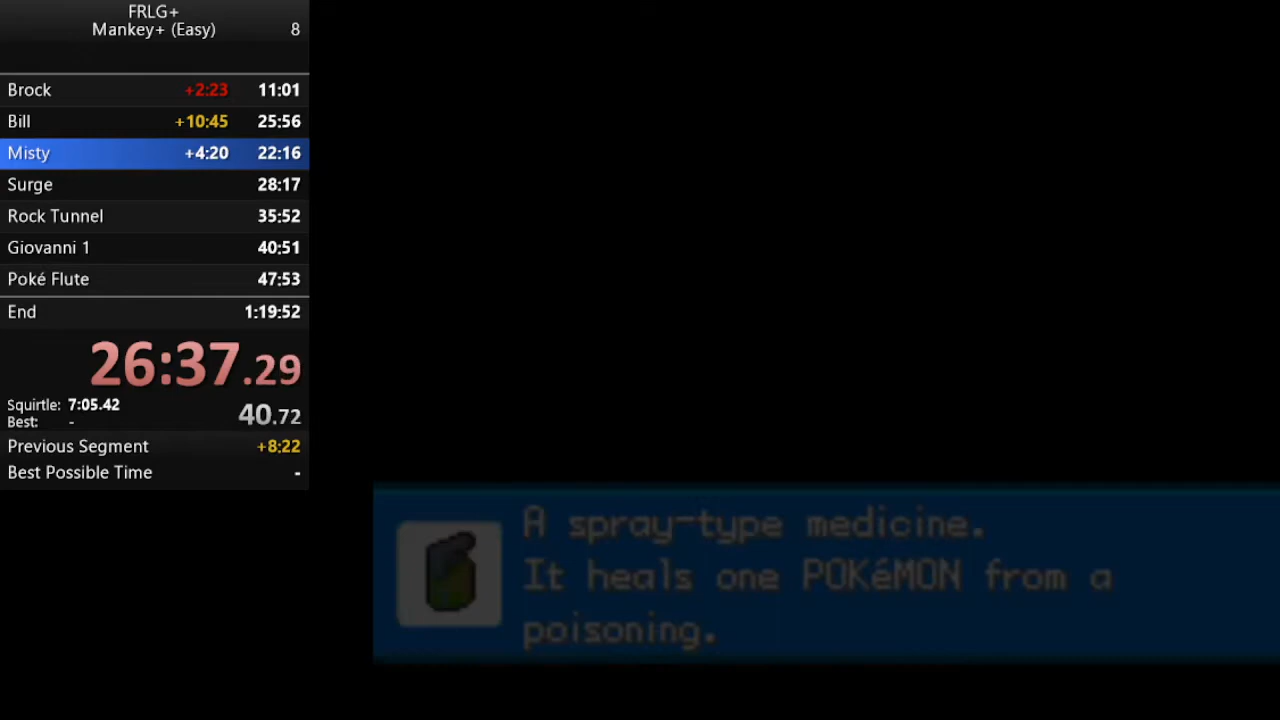 FRLG+
Mankey+ (Easy) 8
Brock +2:23 11:01
Bill +10:45 25:56
Misty +4:20 22:16
Surge 28:17
Rock Tunnel 35:52
Giovanni 1 40:51
Poké Flute 47:53
End 1:19:52
26:37.29
Squirtle: 7:05.42
Best: - 40.72
Previous Segment +8:22
Best Possible Time -
A spray-type medicine.
It heals one POKéMON from a
poisoning.